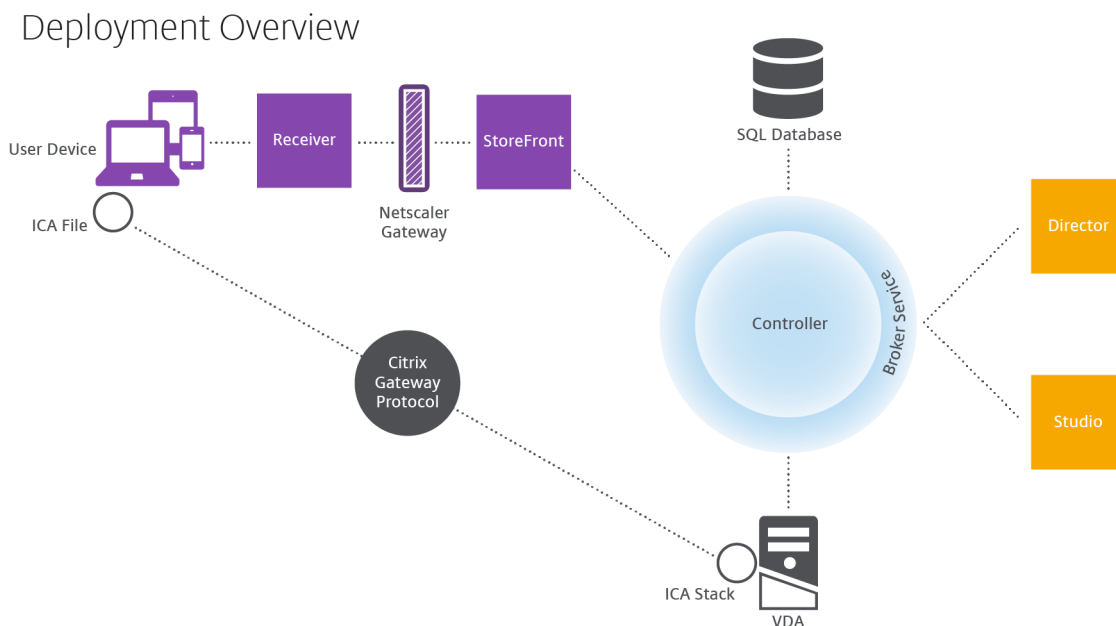 Deployment Overview
SQL Database
User Device
Receiver
StoreFront
Netscaler
Gateway
ICA File
Director
Controller
Broker Service
Citrix
Gateway
Protocol
Studio
ICA Stack
VDA